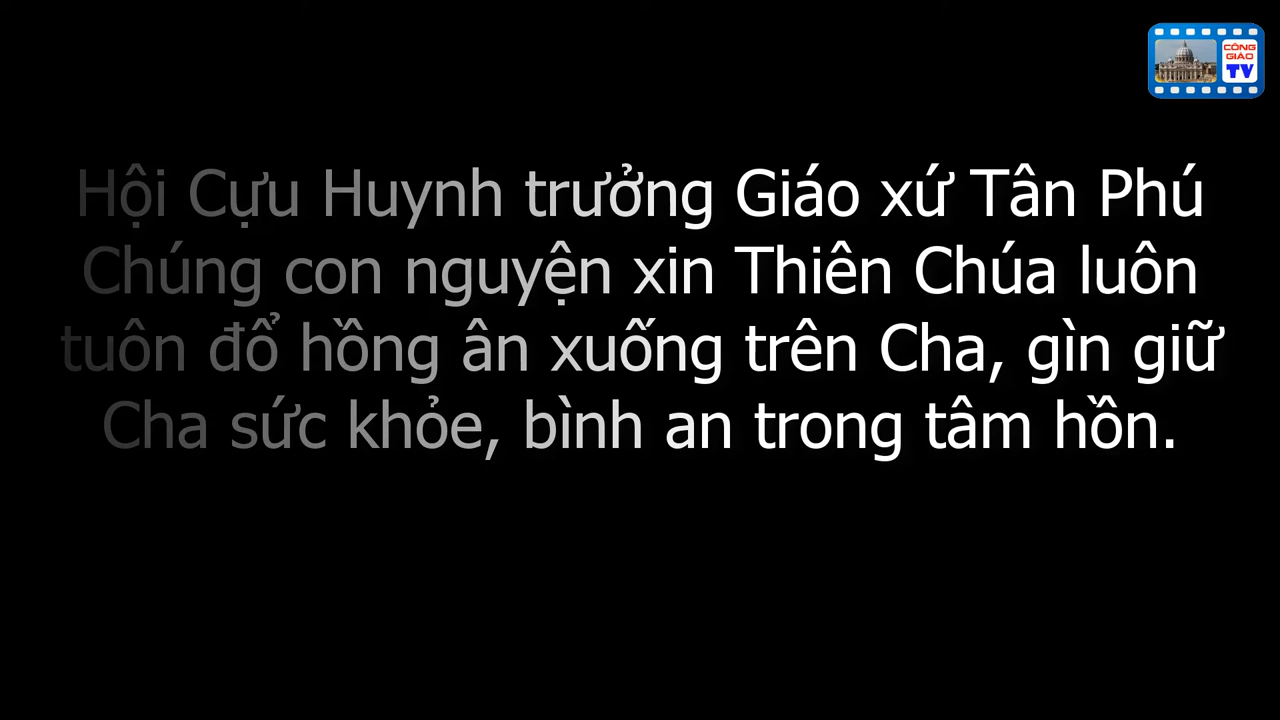 CÔNG
GIÁO
TV
Hội Cựu Huynh trưởng Giáo xứ Tân Phú
Chúng con nguyện xin Thiên Chúa luôn
tuôn đổ hồng ân xuống trên Cha, gìn giữ
Cha sức khỏe, bình an trong tâm hồn.